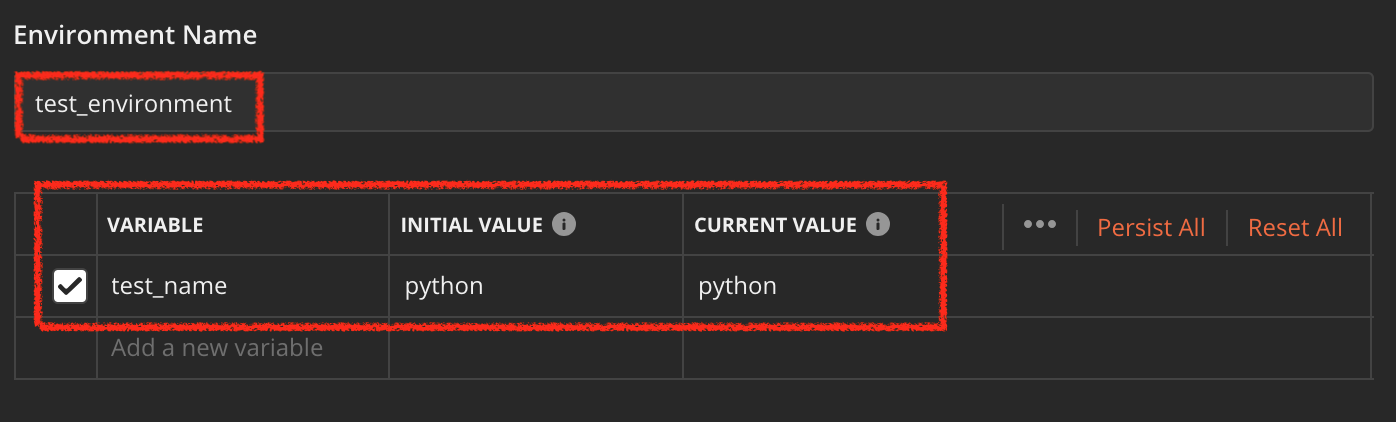 Environment Name
test_environment
VARIABLE INITIAL VALUE CURRENT VALUE Persist All Reset All
test_name python python
Add a new variable